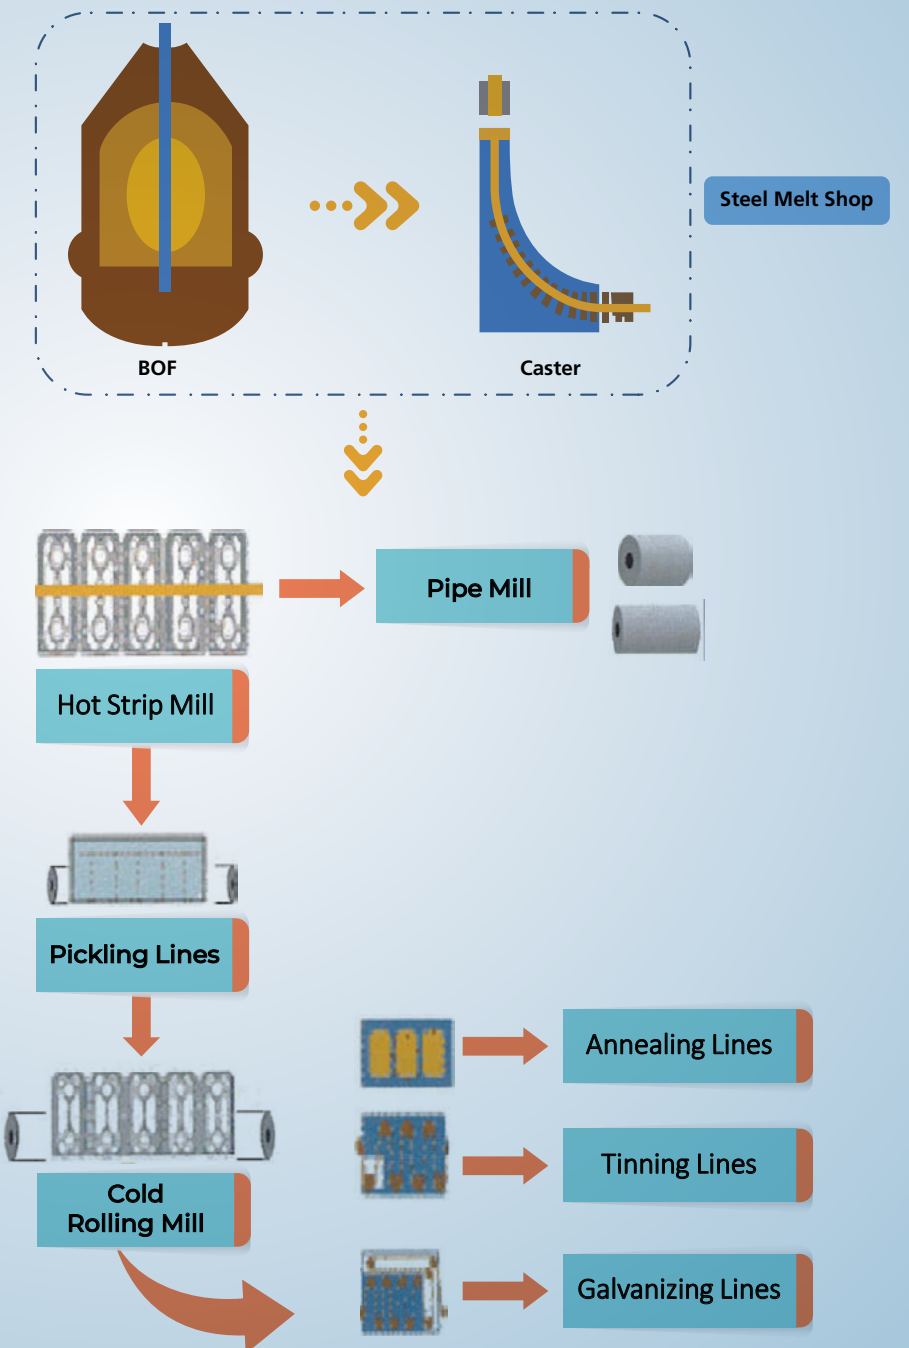 Steel Melt Shop
BOF
Caster
Pipe Mill
Hot Strip Mill
Pickling Lines
Annealing Lines
Tinning Lines
Cold
Rolling Mill
Galvanizing Lines